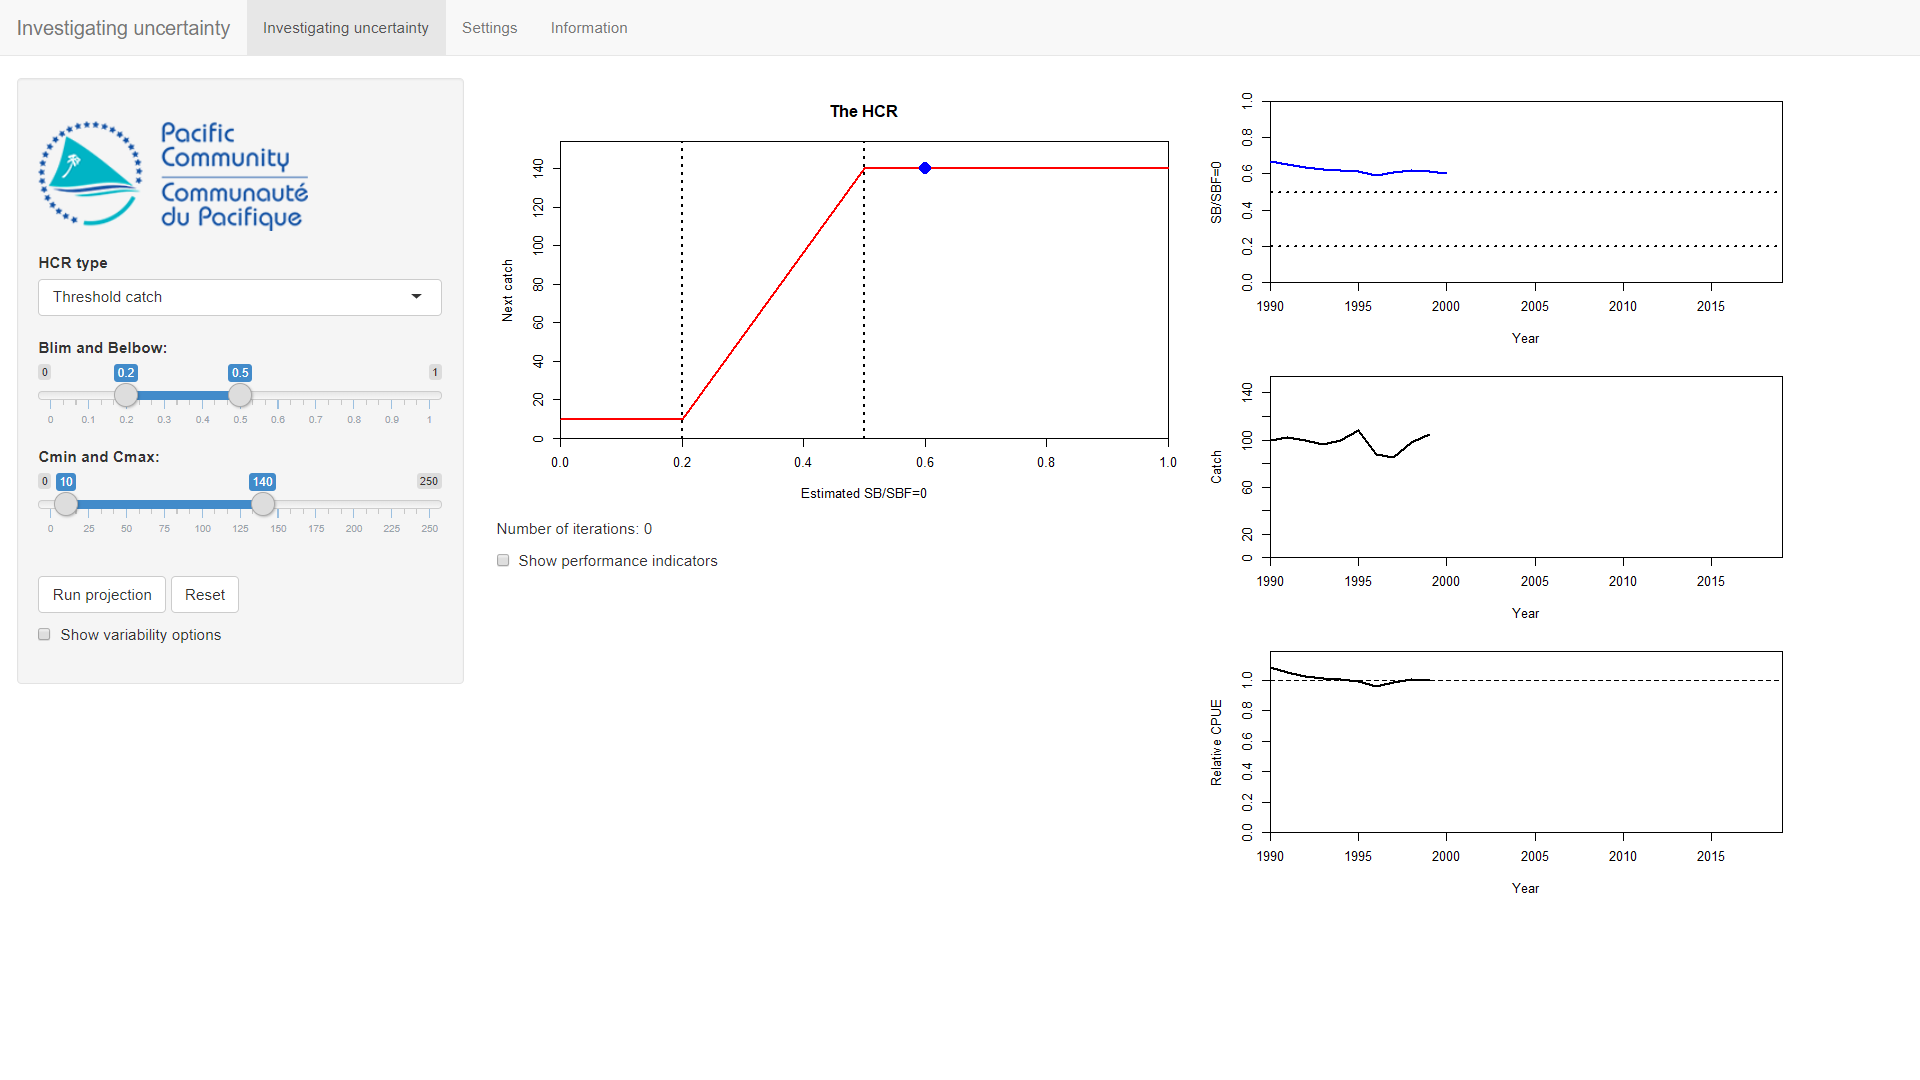 Investigating uncertainty
Investigating uncertainty
Settings
Information
Pacific
Community
Communauté
du Pacifique
HCR type
Threshold catch
Blim and Belbow:
0 0.2 0.5 1
0 0.1 0.2 0.3 0.4 0.5 0.6 0.7 0.8 0.9 1
Cmin and Cmax:
0 10 140 250
0 25 50 75 100 125 150 175 200 225 250
Run projection
Reset
Show variability options
The HCR
Next catch
140
120
100
80
60
40
20
0
0.0 0.2 0.4 0.6 0.8 1.0
Estimated SB/SBF=0
Number of iterations: 0
Show performance indicators
SB/SBF=0
1.0
0.8
0.6
0.4
0.2
0.0
1990 1995 2000 2005 2010 2015
Year
Catch
140
100
60
20
0
1990 1995 2000 2005 2010 2015
Year
Relative CPUE
1.0
0.8
0.6
0.4
0.2
0.0
1990 1995 2000 2005 2010 2015
Year